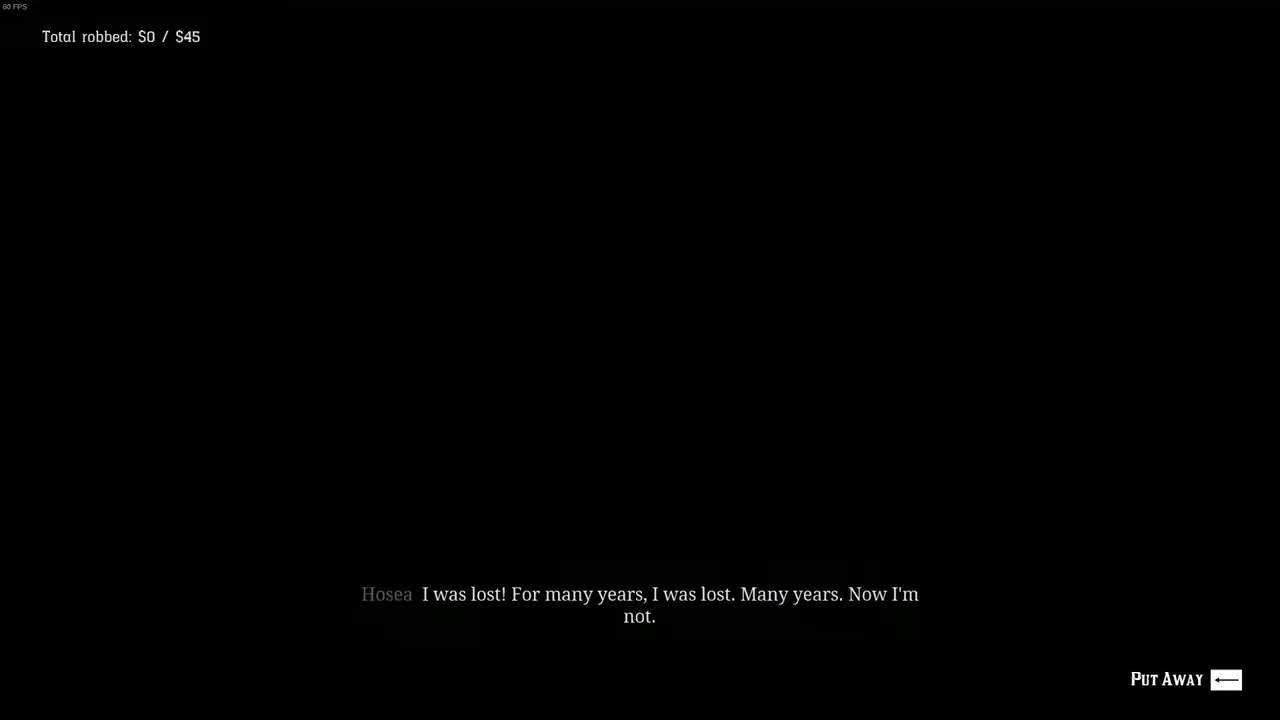 60 FPS
Total robbed: $0 / $45
Hosea I was lost! For many years, I was lost. Many years. Now I'm
not.
Put Away